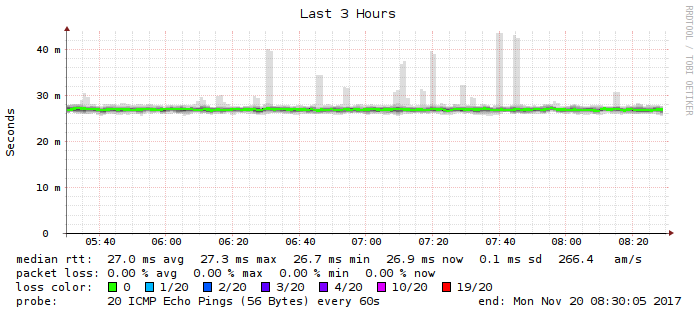 Last 3 Hours
RRDTOOL / TOBI OETIKER
Seconds
40 m
30 m
20 m
10 m
0
05:40 06:00 06:20 06:40 07:00 07:20 07:40 08:00 08:20
median rtt: 27.0 ms avg 27.3 ms max 26.7 ms min 26.9 ms now 0.1 ms sd 266.4 am/s
packet loss: 0.00 % avg 0.00 % max 0.00 % min 0.00 % now
loss color: 0 1/20 2/20 3/20 4/20 10/20 19/20
probe: 20 ICMP Echo Pings (56 Bytes) every 60s end: Mon Nov 20 08:30:05 2017